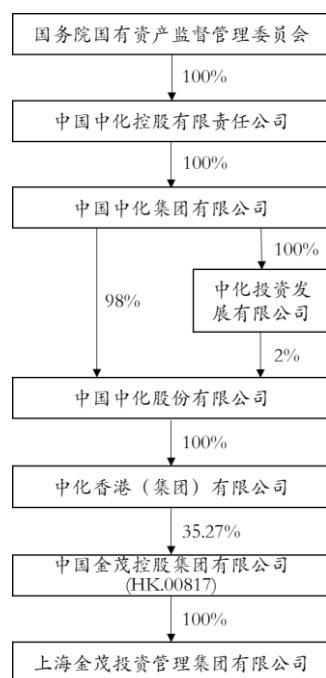 国务院国有资产监督管理委员会
100%
中国中化控股有限责任公司
100%
中国中化集团有限公司
100%
中化投资发
展有限公司
98%
2%
中国中化股份有限公司
100%
中化香港（集团）有限公司
35.27%
中国金茂控股集团有限公司
(HK.00817)
100%
上海金茂投资管理集团有限公司